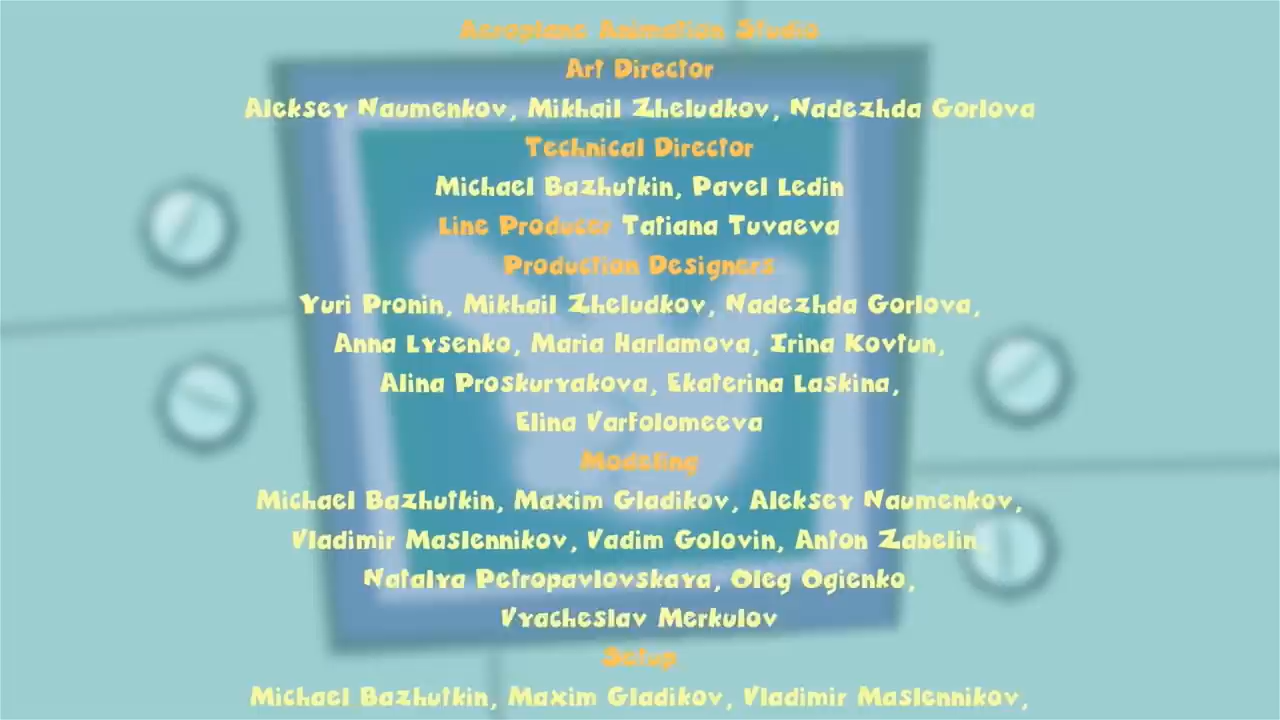 Aeroplane Animation Studio
Art Director
Aleksey Naumenkov, Mikhail Zheludkov, Nadezhda Gorlova
Technical Director
Michael Bazhutkin, Pavel Ledin
Line Producer Tatiana Tuvaeva
Production Designers
Yuri Pronin, Mikhail Zheludkov, Nadezhda Gorlova,
Anna Lysenko, Maria Harlamova, Irina Kovtun,
Alina Proskuryakova, Ekaterina Laskina,
Elina Varfolomeeva
Modeling
Michael Bazhutkin, Maxim Gladikov, Aleksey Naumenkov,
Vladimir Maslennikov, Vadim Golovin, Anton Zabelin,
Natalya Petropavlovskaya, Oleg Ogienko,
Vyacheslav Merkulov
Setup
Michael Bazhutkin, Maxim Gladikov, Vladimir Maslennikov,